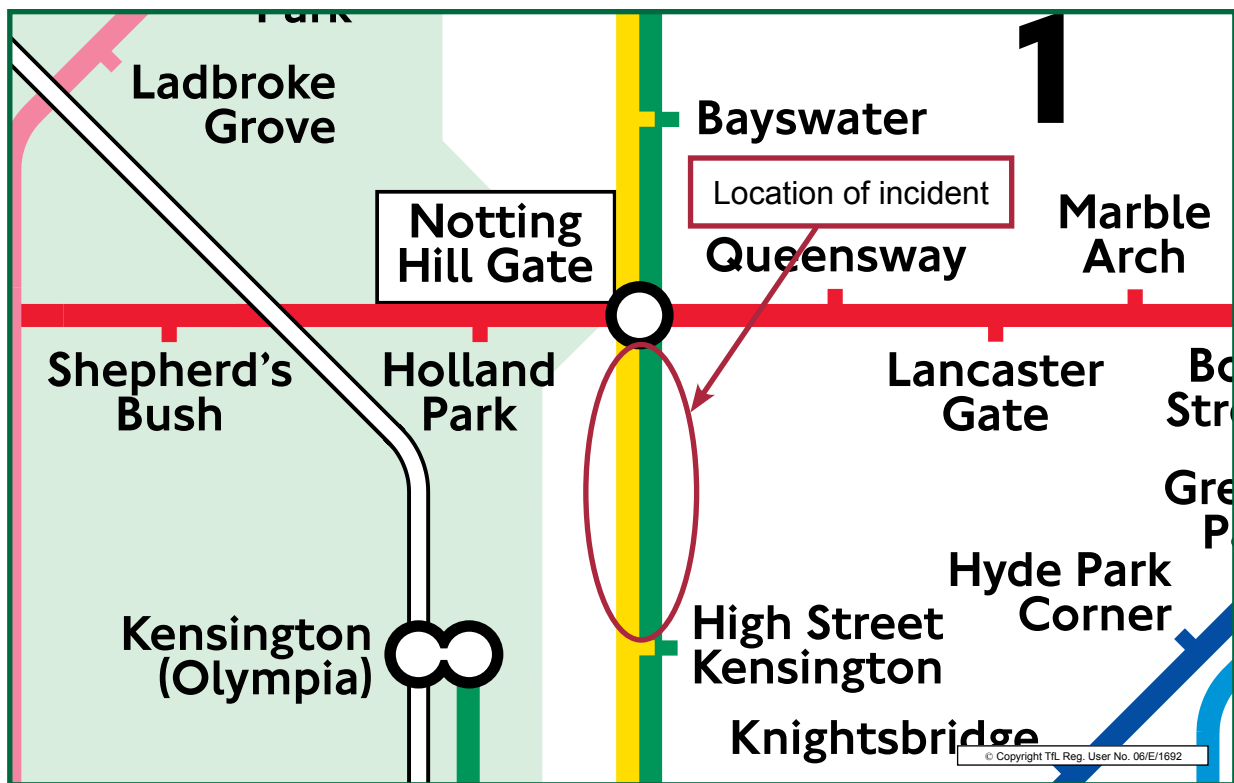 Park
1
Ladbroke
Grove
Bayswater
Location of incident
Notting
Hill Gate
Queensway
Marble
Arch
Shepherd's
Bush
Holland
Park
Lancaster
Gate
High Street
Kensington
Kensington
(Olympia)
Hyde Park
Corner
Knightsbridge
© Copyright TfL Reg. User No. 06/E/1692